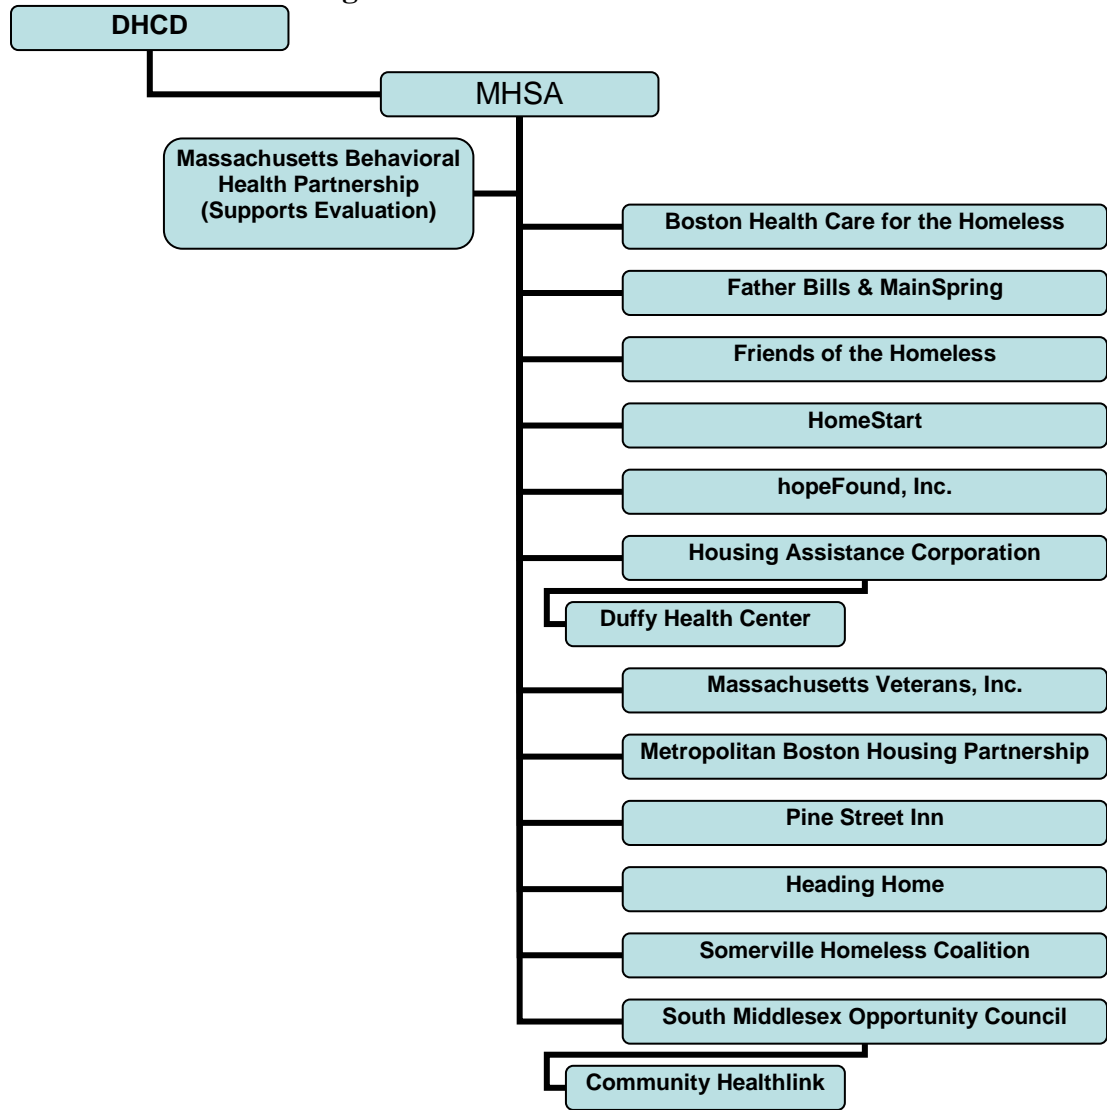 DHCD
MHSA
Massachusetts Behavioral
Health Partnership
(Supports Evaluation)
Boston Health Care for the Homeless
Father Bills & MainSpring
Friends of the Homeless
HomeStart
hopeFound, Inc.
Housing Assistance Corporation
Duffy Health Center
Massachusetts Veterans, Inc.
Metropolitan Boston Housing Partnership
Pine Street Inn
Heading Home
Somerville Homeless Coalition
South Middlesex Opportunity Council
Community Healthlink